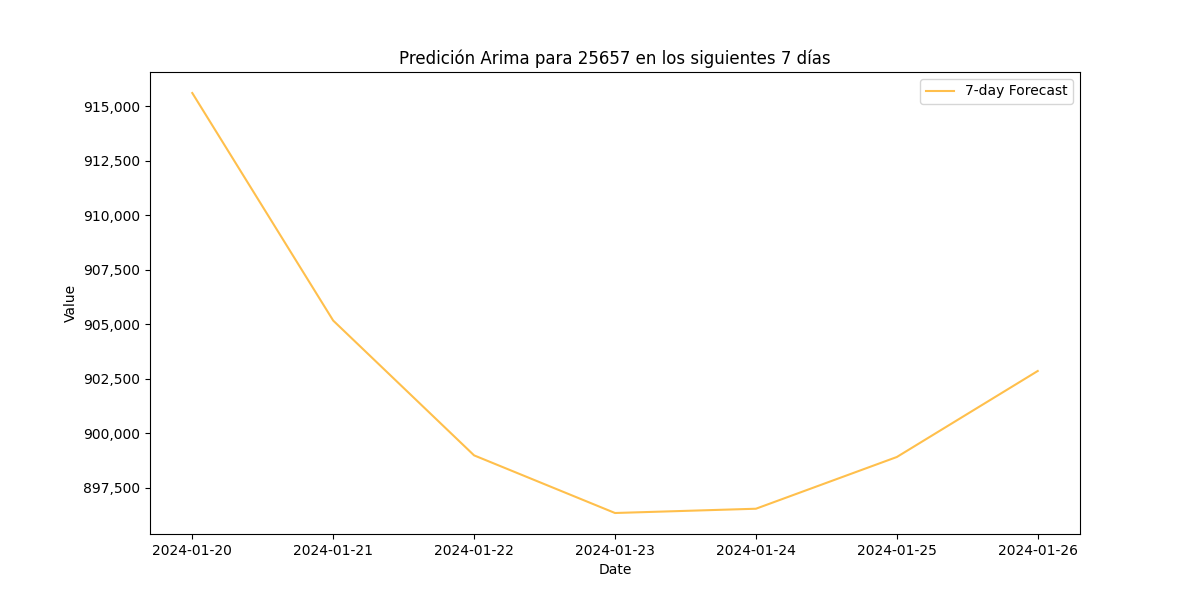 Predición Arima para 25657 en los siguientes 7 días
7-day Forecast
Value
915,000
912,500
910,000
907,500
905,000
902,500
900,000
897,500
2024-01-20 2024-01-21 2024-01-22 2024-01-23 2024-01-24 2024-01-25 2024-01-26
Date